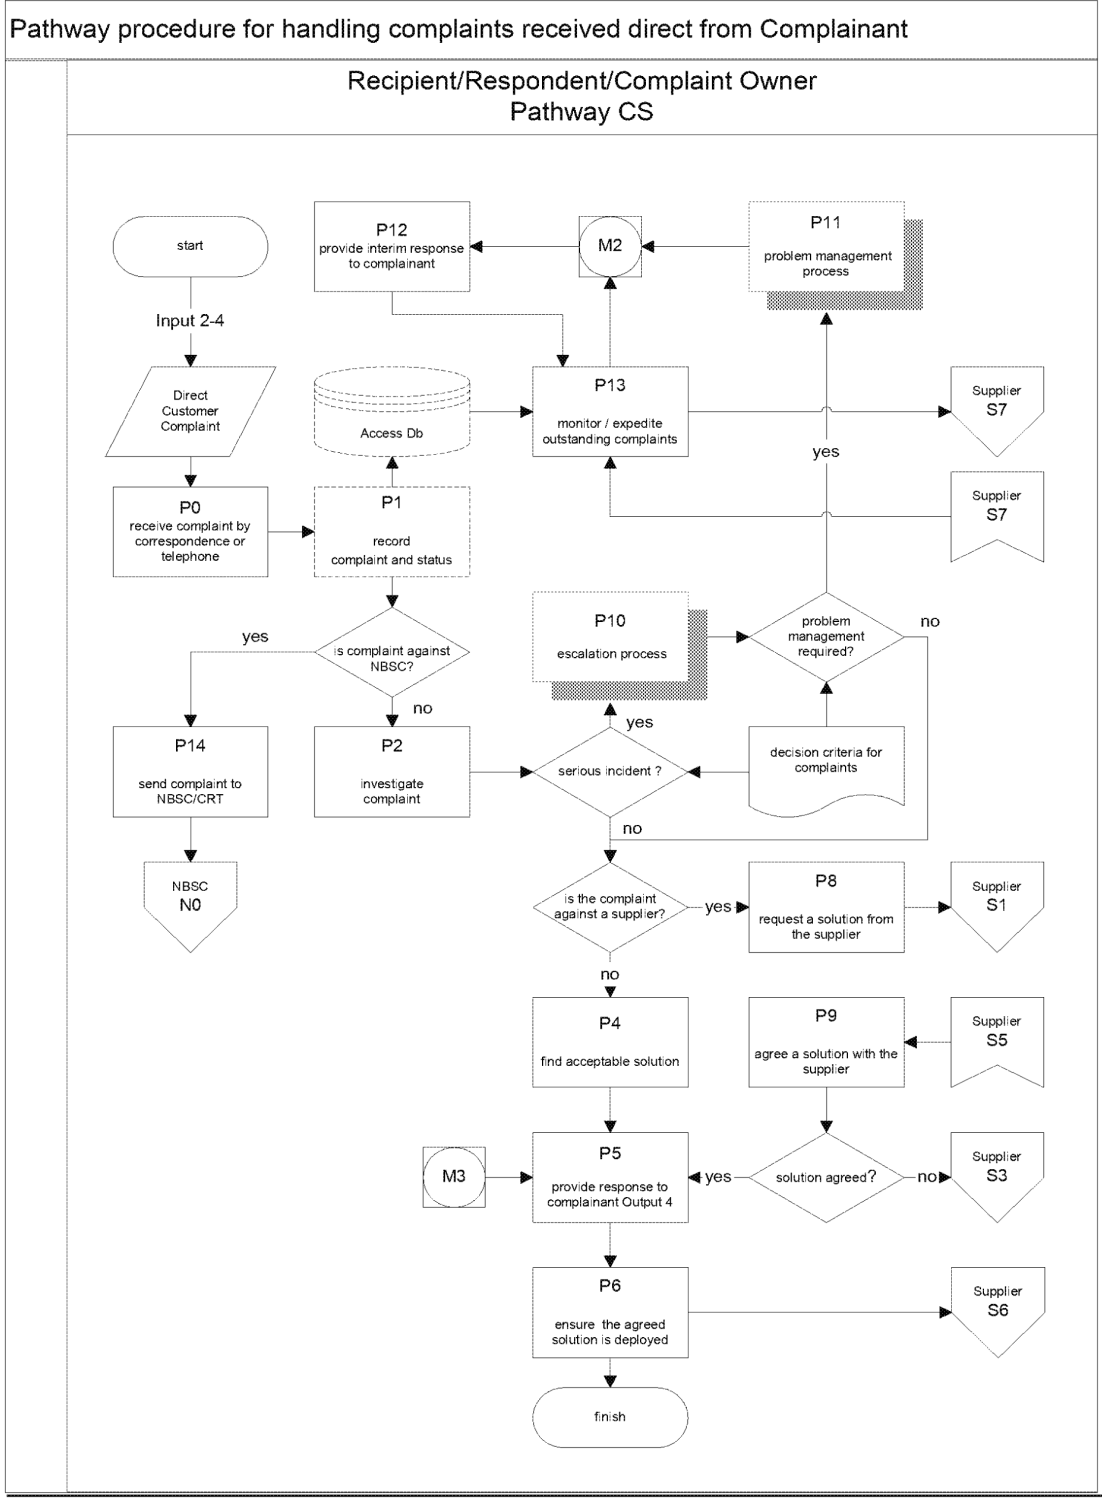 Pathway procedure for handling complaints received direct from Complainant
Recipient/Respondent/Complaint Owner
Pathway CS
start
P12
provide interim response
to complainant
M2
P11
problem management
process
Input 2-4
Direct
Customer
Complaint
Access Db
P13
monitor / expedite
outstanding complaints
Supplier
S7
yes
P0
receive complaint by
correspondence or
telephone
P1
record
complaint and status
Supplier
S7
yes
is complaint against
NBSC?
no
P10
escalation process
problem
management
required?
no
P14
send complaint to
NBSC/CRT
P2
investigate
complaint
yes
serious incident ?
no
decision criteria for
complaints
NBSC
N0
is the complaint
against a supplier?
yes
P8
request a solution from
the supplier
Supplier
S1
no
P4
find acceptable solution
P9
agree a solution with the
supplier
Supplier
S5
M3
P5
provide response to
complainant Output 4
yes
solution agreed?
no
Supplier
S3
P6
ensure the agreed
solution is deployed
Supplier
S6
finish